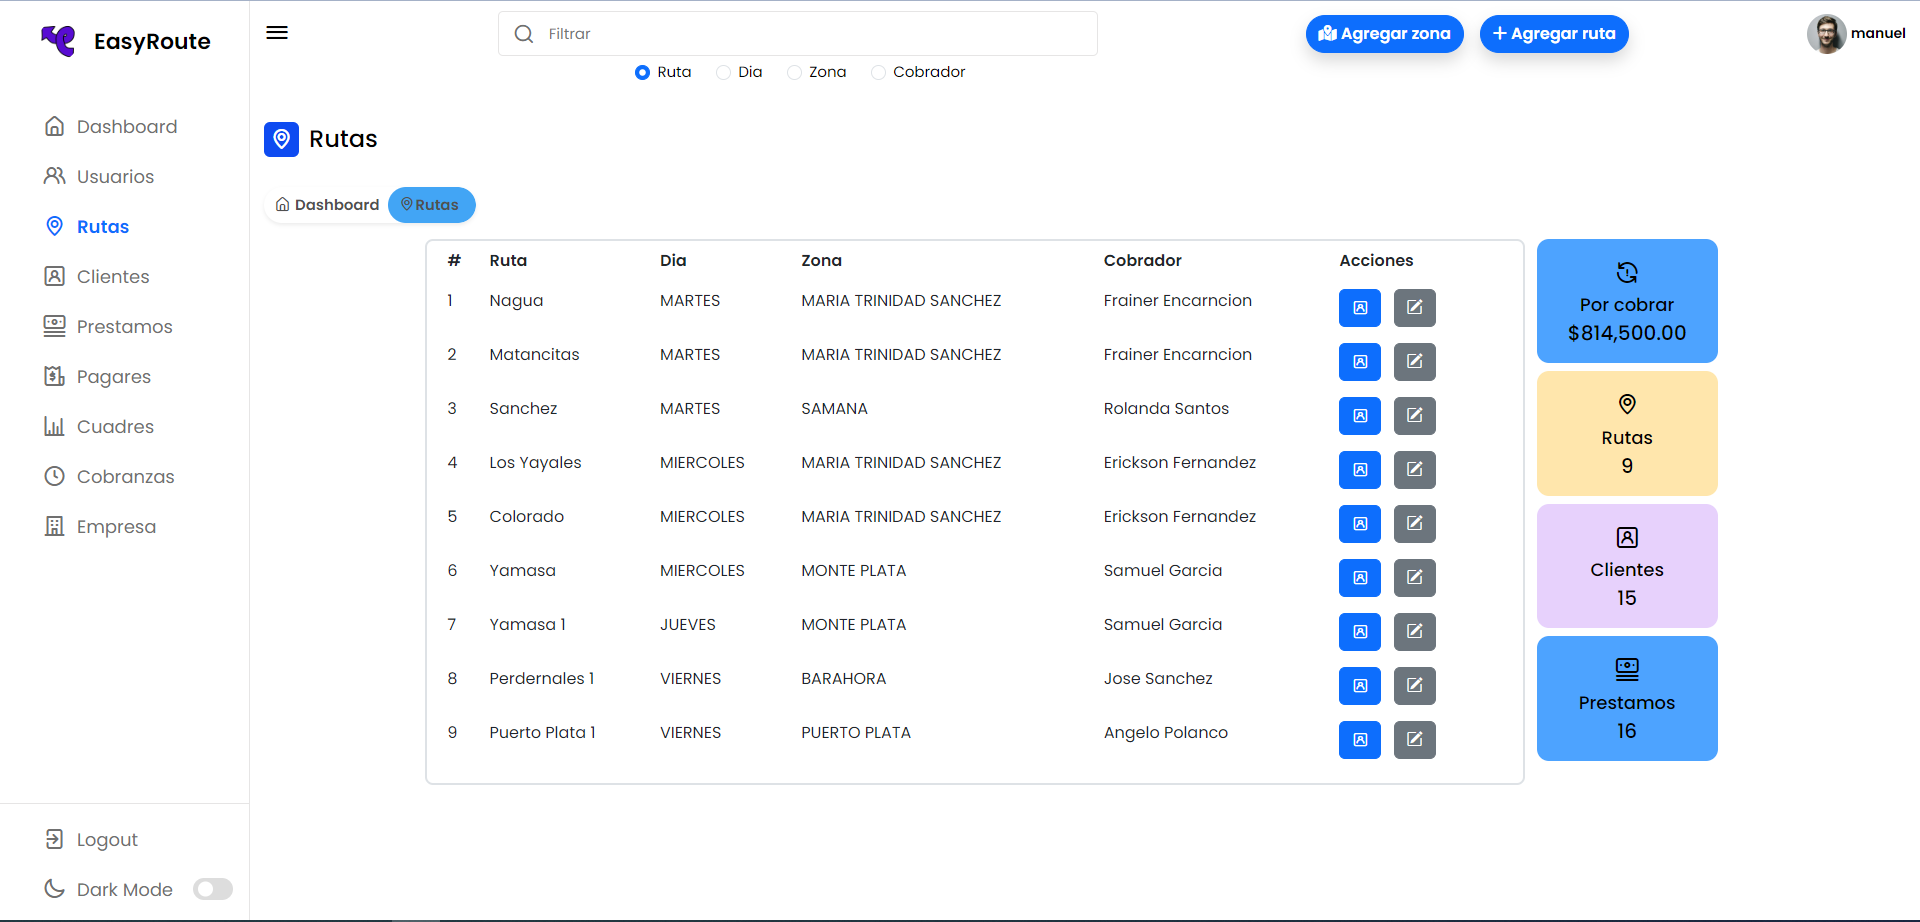 EasyRoute
Filtrar
Agregar zona
Agregar ruta
manuel
Ruta Dia Zona Cobrador
Dashboard
Usuarios
Rutas
Clientes
Prestamos
Pagares
Cuadres
Cobranzas
Empresa
Logout
Dark Mode
Rutas
Dashboard Rutas
# Ruta Dia Zona Cobrador Acciones
1 Nagua MARTES MARIA TRINIDAD SANCHEZ Frainer Encarncion
2 Matancitas MARTES MARIA TRINIDAD SANCHEZ Frainer Encarncion
3 Sanchez MARTES SAMANA Rolanda Santos
4 Los Yayales MIERCOLES MARIA TRINIDAD SANCHEZ Erickson Fernandez
5 Colorado MIERCOLES MARIA TRINIDAD SANCHEZ Erickson Fernandez
6 Yamasa MIERCOLES MONTE PLATA Samuel Garcia
7 Yamasa 1 JUEVES MONTE PLATA Samuel Garcia
8 Perdernales 1 VIERNES BARAHORA Jose Sanchez
9 Puerto Plata 1 VIERNES PUERTO PLATA Angelo Polanco
Por cobrar
$814,500.00
Rutas
9
Clientes
15
Prestamos
16